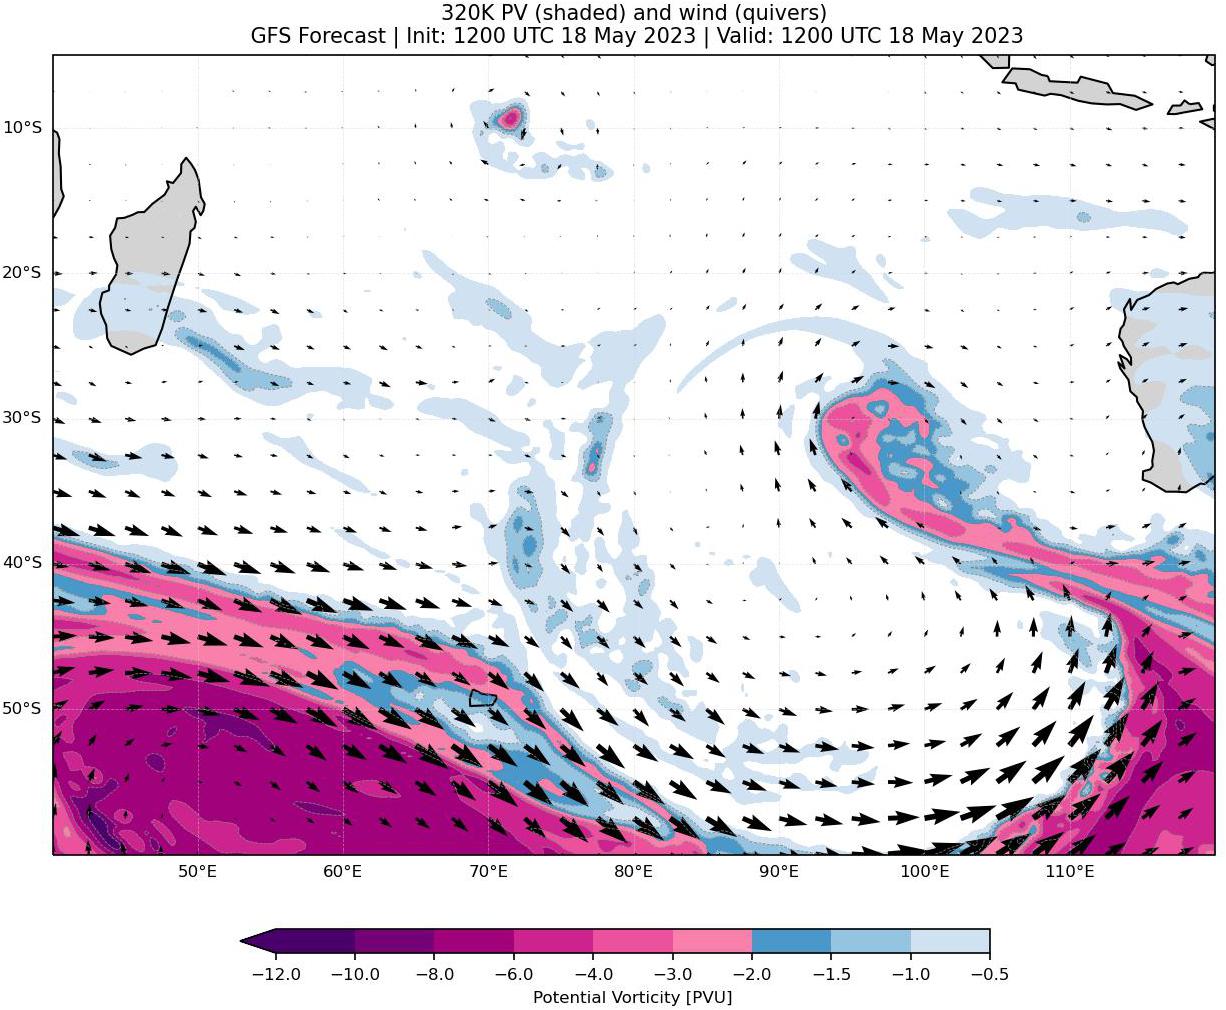 320K PV (shaded) and wind (quivers)
GFS Forecast | Init: 1200 UTC 18 May 2023 | Valid: 1200 UTC 18 May 2023
10°S
20°S
30°S
40°S
50°S
50°E 60°E 70°E 80°E 90°E 100°E 110°E
−12.0 −10.0 −8.0 −6.0 −4.0 −3.0 −2.0 −1.5 −1.0 −0.5
Potential Vorticity [PVU]